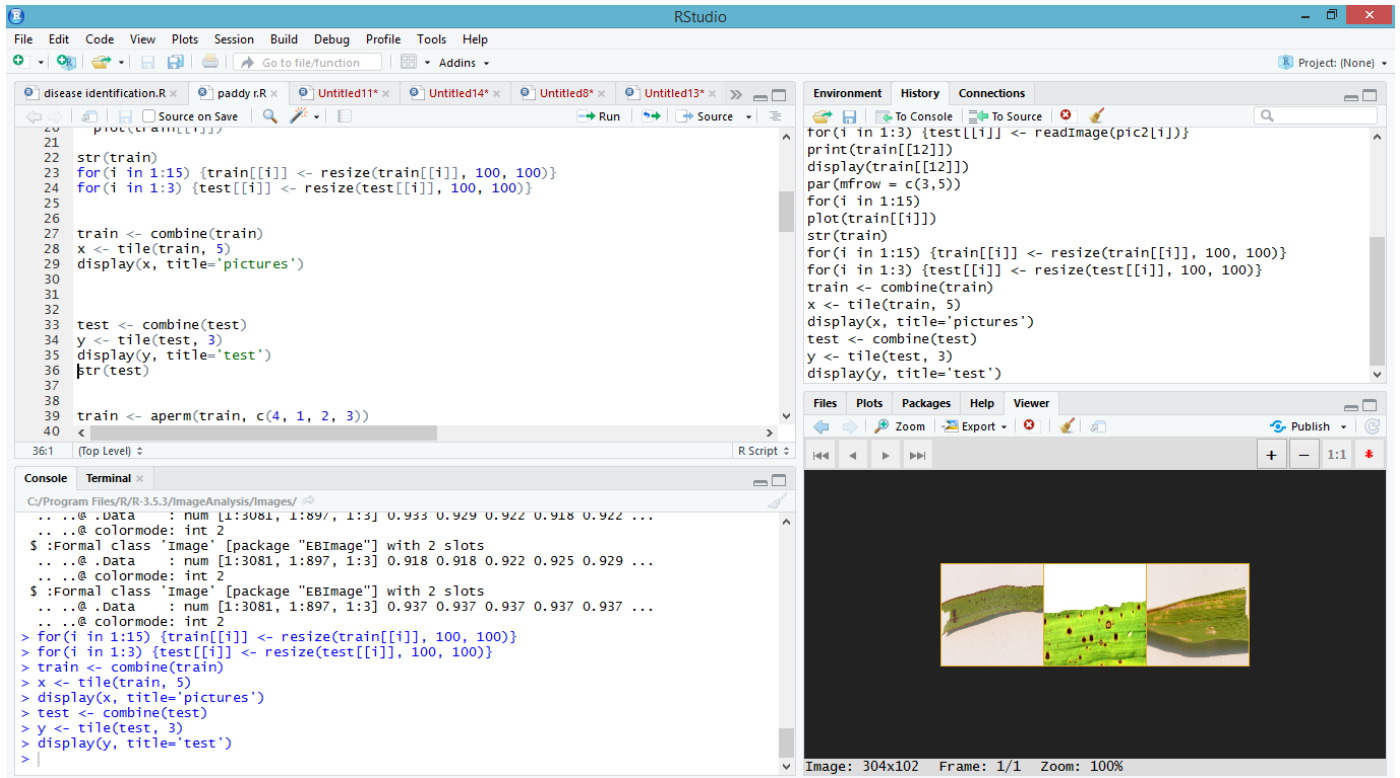 RStudio
File Edit Code View Plots Session Build Debug Profile Tools Help
Go to file/function Addins Project: (None)
disease identification.R paddy r.R Untitled11* Untitled14* Untitled8* Untitled13*
Source on Save Run Source
20 plot(train[[i]])
21
22 str(train)
23 for(i in 1:15) {train[[i]] <- resize(train[[i]], 100, 100)}
24 for(i in 1:3) {test[[i]] <- resize(test[[i]], 100, 100)}
25
26
27 train <- combine(train)
28 x <- tile(train, 5)
29 display(x, title='pictures')
30
31
32
33 test <- combine(test)
34 y <- tile(test, 3)
35 display(y, title='test')
36 str(test)
37
38
39 train <- aperm(train, c(4, 1, 2, 3))
40
36:1 (Top Level) R Script
Console Terminal
C:/Program Files/R/R-3.5.3/ImageAnalysis/Images/
.. ..@ .Data : num [1:3081, 1:897, 1:3] 0.933 0.929 0.922 0.918 0.922 ...
.. ..@ colormode: int 2
$ :Formal class 'Image' [package "EBImage"] with 2 slots
.. ..@ .Data : num [1:3081, 1:897, 1:3] 0.918 0.918 0.922 0.925 0.929 ...
.. ..@ colormode: int 2
$ :Formal class 'Image' [package "EBImage"] with 2 slots
.. ..@ .Data : num [1:3081, 1:897, 1:3] 0.937 0.937 0.937 0.937 0.937 ...
.. ..@ colormode: int 2
> for(i in 1:15) {train[[i]] <- resize(train[[i]], 100, 100)}
> for(i in 1:3) {test[[i]] <- resize(test[[i]], 100, 100)}
> train <- combine(train)
> x <- tile(train, 5)
> display(x, title='pictures')
> test <- combine(test)
> y <- tile(test, 3)
> display(y, title='test')
>
Environment History Connections
To Console To Source
for(i in 1:3) {test[[i]] <- readImage(pic2[i])}
print(train[[12]])
display(train[[12]])
par(mfrow = c(3,5))
for(i in 1:15)
plot(train[[i]])
str(train)
for(i in 1:15) {train[[i]] <- resize(train[[i]], 100, 100)}
for(i in 1:3) {test[[i]] <- resize(test[[i]], 100, 100)}
train <- combine(train)
x <- tile(train, 5)
display(x, title='pictures')
test <- combine(test)
y <- tile(test, 3)
display(y, title='test')
Files Plots Packages Help Viewer
Zoom Export Publish
+ − 1:1
Image: 304x102 Frame: 1/1 Zoom: 100%